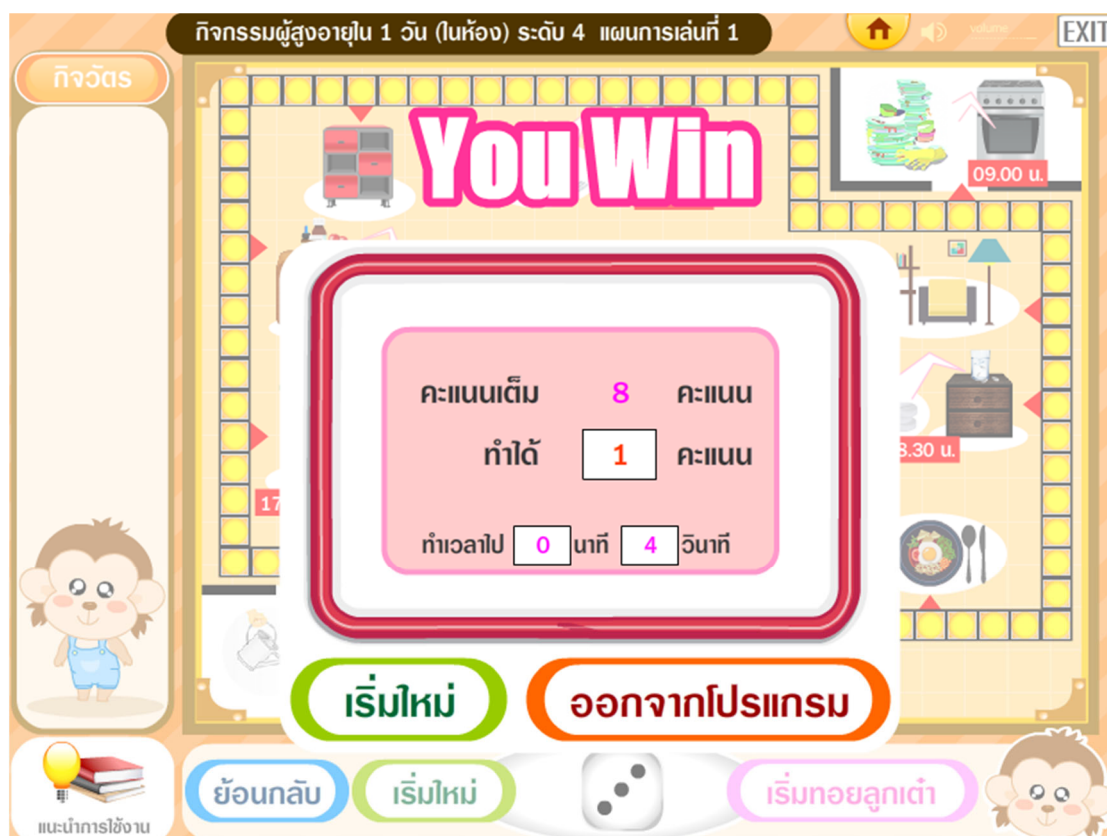 กิจกรรมผู้สูงอายุใน 1 วัน (ในห้อง) ระดับ 4 แผนการเล่นที่ 1
volume
EXIT
กิจวัตร
You Win
09.00 น.
คะแนนเต็ม 8 คะแนน
ทำได้ 1 คะแนน
8.30 น.
17
ทำเวลาไป 0 นาที 4 วินาที
เริ่มใหม่
ออกจากโปรแกรม
ย้อนกลับ
เริ่มใหม่
เริ่มทอยลูกเต๋า
แนะนำการใช้งาน